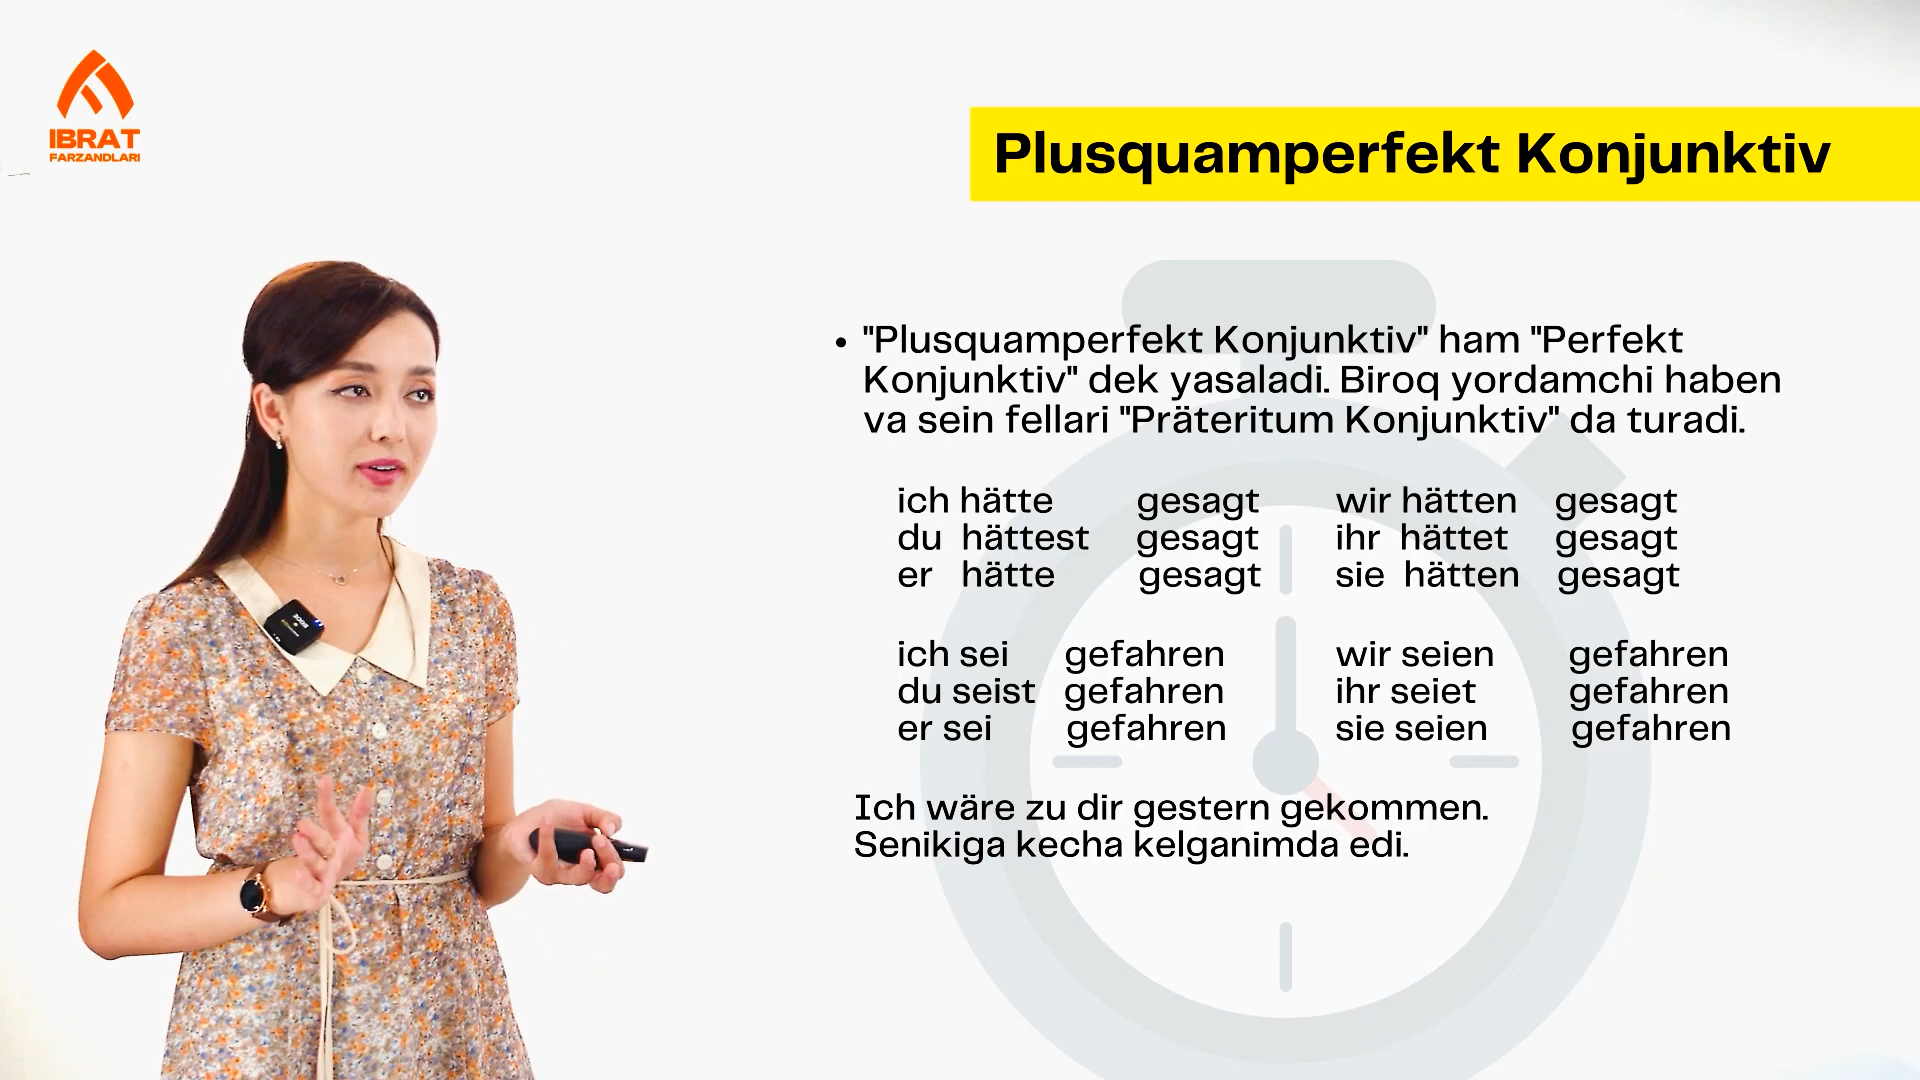 IBRAT
FARZANDLARI
Plusquamperfekt Konjunktiv
• "Plusquamperfekt Konjunktiv" ham "Perfekt
Konjunktiv" dek yasaladi. Biroq yordamchi haben
va sein fellari "Präteritum Konjunktiv" da turadi.
ich hätte gesagt wir hätten gesagt
du hättest gesagt ihr hättet gesagt
er hätte gesagt sie hätten gesagt
ich sei gefahren wir seien gefahren
du seist gefahren ihr seiet gefahren
er sei gefahren sie seien gefahren
Ich wäre zu dir gestern gekommen.
Senikiga kecha kelganimda edi.